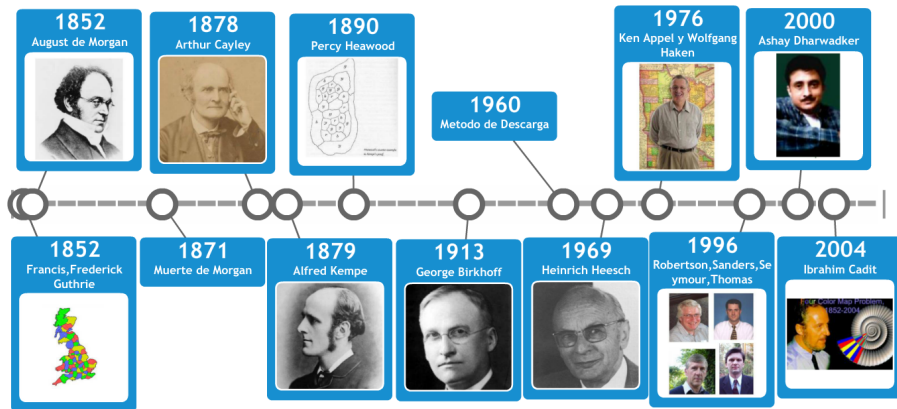 1852
August de Morgan
1878
Arthur Cayley
1890
Percy Heawood
1960
Metodo de Descarga
1976
Ken Appel y Wolfgang
Haken
2000
Ashay Dharwadker
1852
Francis,Frederick
Guthrie
1871
Muerte de Morgan
1879
Alfred Kempe
1913
George Birkhoff
1969
Heinrich Heesch
1996
Robertson,Sanders,Se
ymour,Thomas
2004
Ibrahim Cadit
Four Color Map Problem,
1852-2004